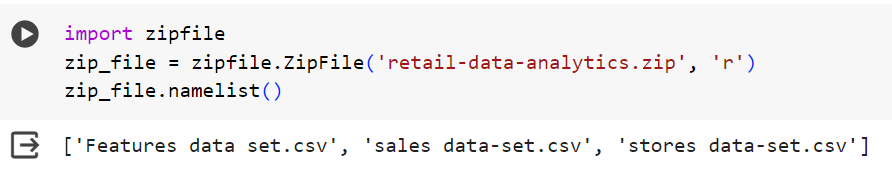 import zipfile
zip_file = zipfile.ZipFile('retail-data-analytics.zip', 'r')
zip_file.namelist()
['Features data set.csv', 'sales data-set.csv', 'stores data-set.csv']